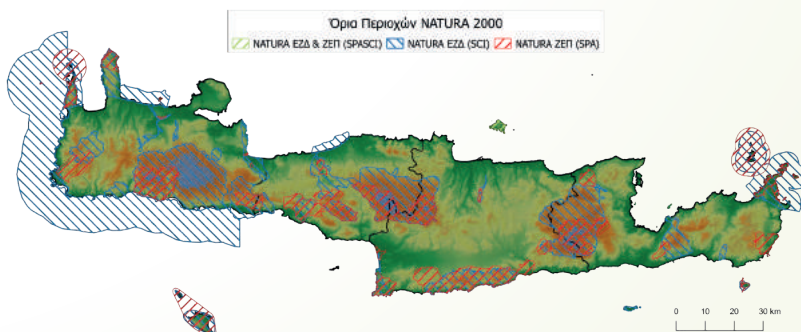 Όρια Περιοχών NATURA 2000
NATURA ΕΖΔ & ΖΕΠ (SPASCI) NATURA ΕΖΔ (SCI) NATURA ΖΕΠ (SPA)
0 10 20 30 km